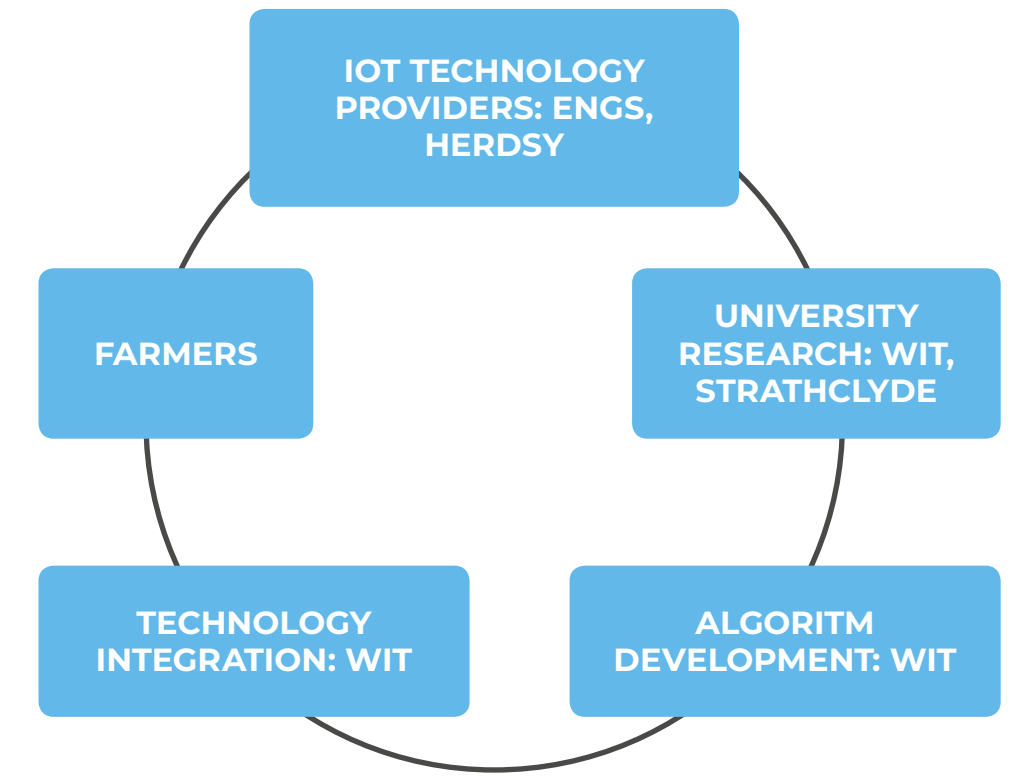 IOT TECHNOLOGY
PROVIDERS: ENGS,
HERDSY
FARMERS
UNIVERSITY
RESEARCH: WIT,
STRATHCLYDE
TECHNOLOGY
INTEGRATION: WIT
ALGORITM
DEVELOPMENT: WIT